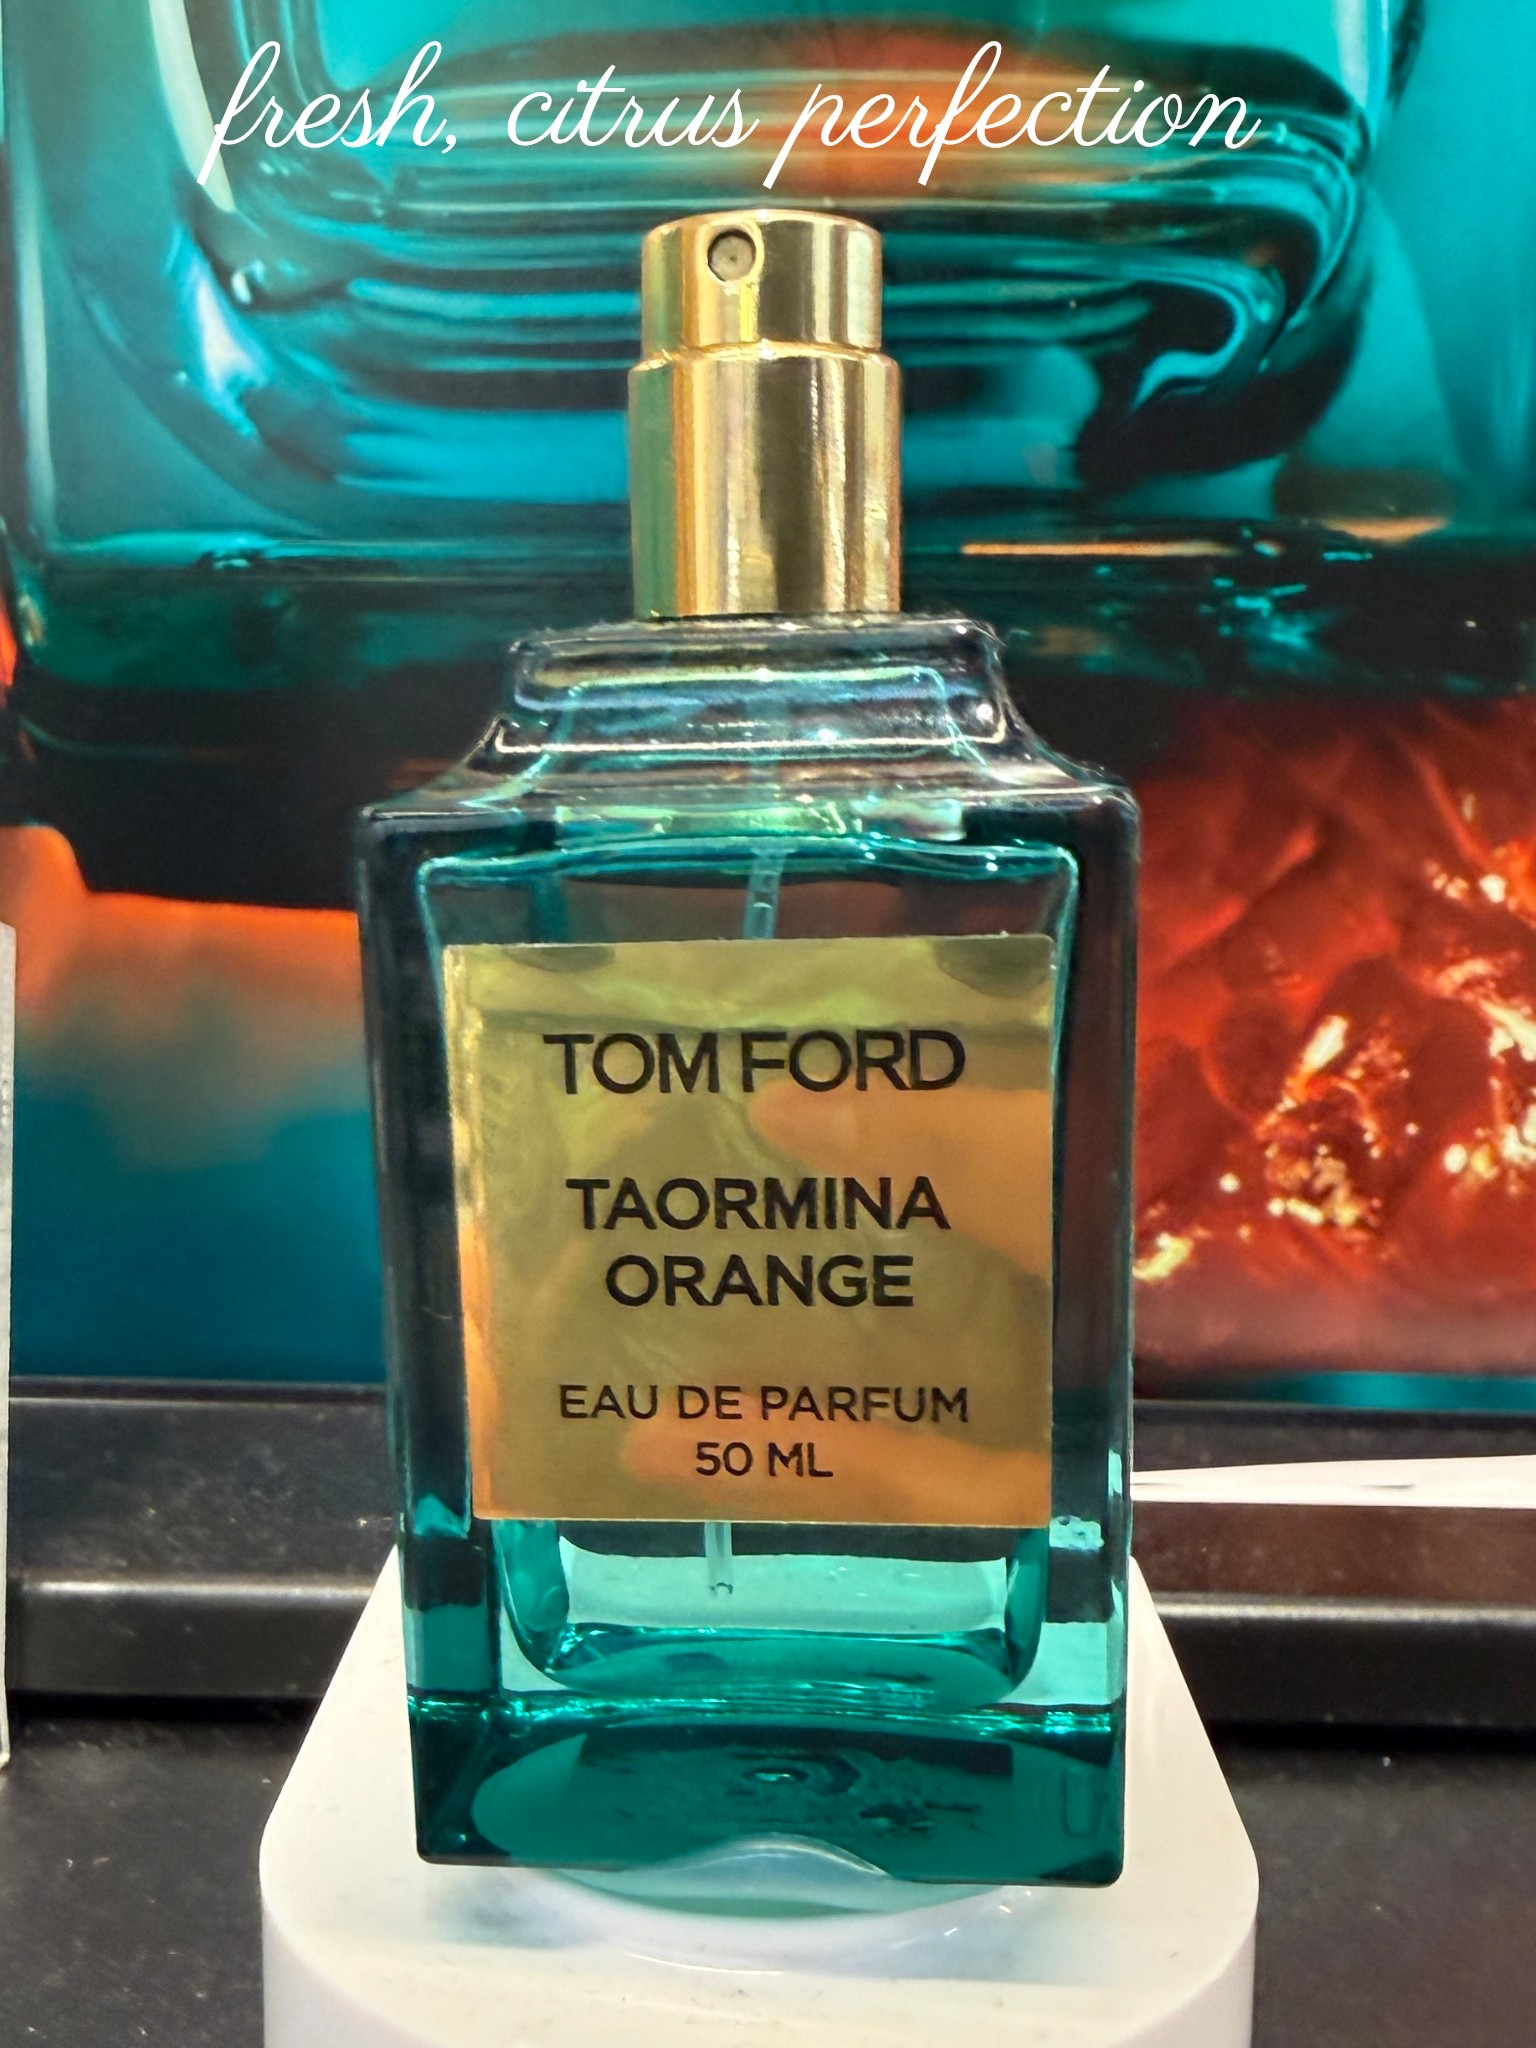 fresh, citrus perfection
TOM FORD
TAORMINA
ORANGE
EAU DE PARFUM
50 ML